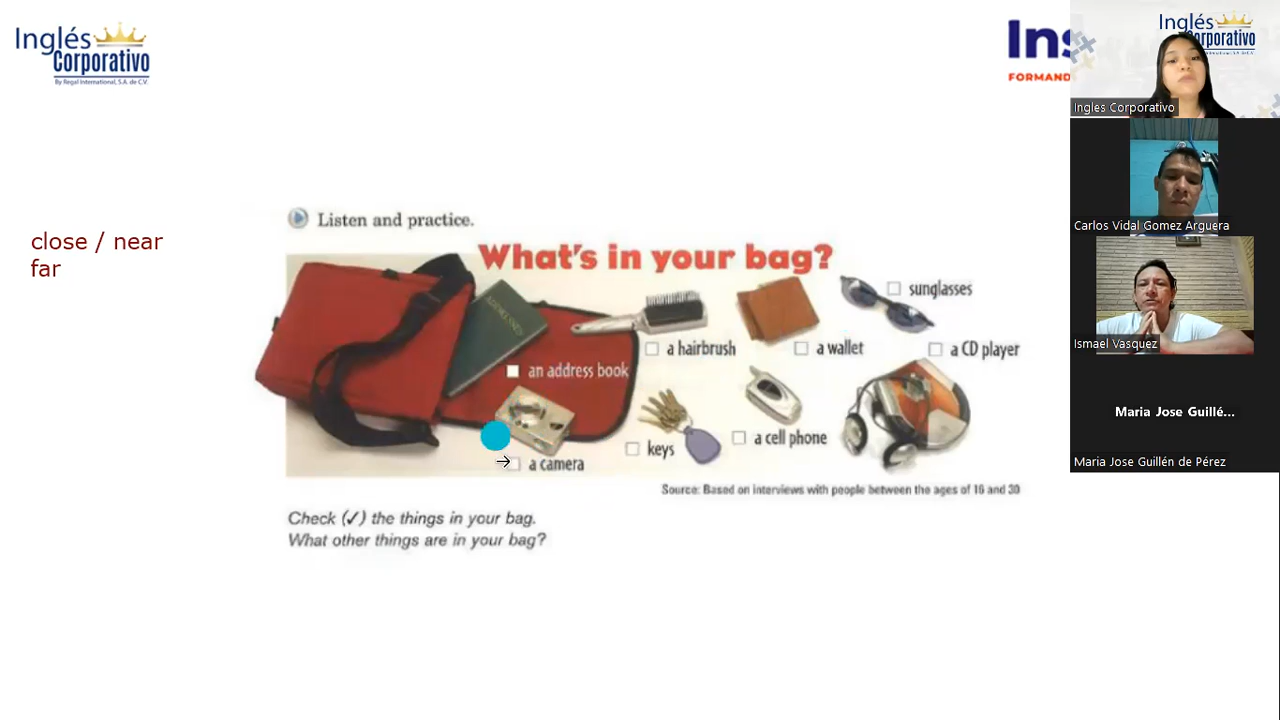 Inglés
Corporativo
By Regal International, S.A. de C.V.
Ins
FORMAND
Inglés
Corporativo
Ingles Corporativo
Carlos Vidal Gomez Arguera
Ismael Vasquez
Maria Jose Guillé...
Maria Jose Guillén de Pérez
close / near
far
Listen and practice.
What's in your bag?
ADDRESSES
sunglasses
a hairbrush
a wallet
a CD player
an address book
a cell phone
keys
a camera
Source: Based on interviews with people between the ages of 16 and 30
Check (✓) the things in your bag.
What other things are in your bag?